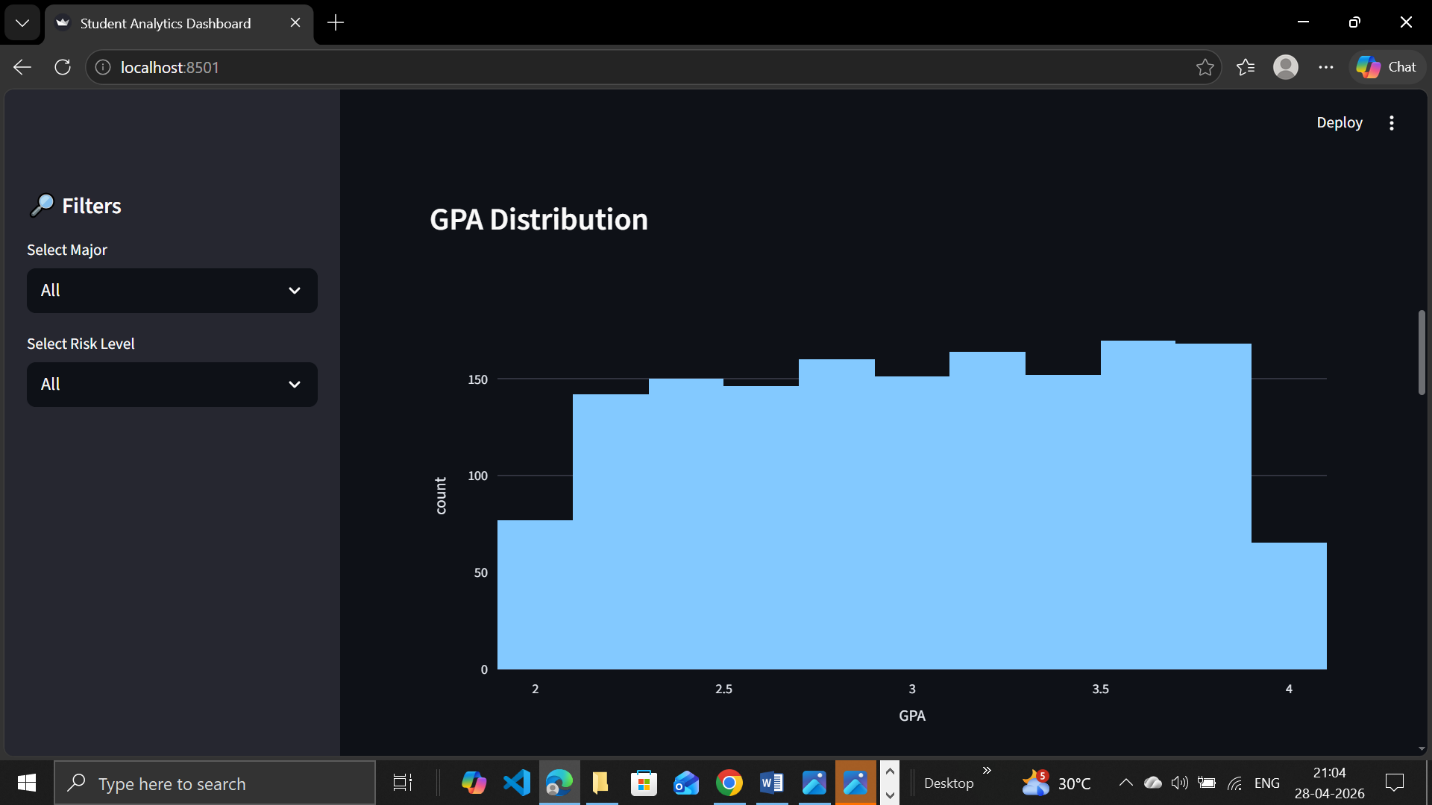 Student Analytics Dashboard
localhost:8501
Chat
Deploy
🔎 Filters
Select Major
All
Select Risk Level
All
GPA Distribution
150
100
50
0
count
2 2.5 3 3.5 4
GPA
Type here to search
Desktop
5
30°C
ENG
21:04
28-04-2026